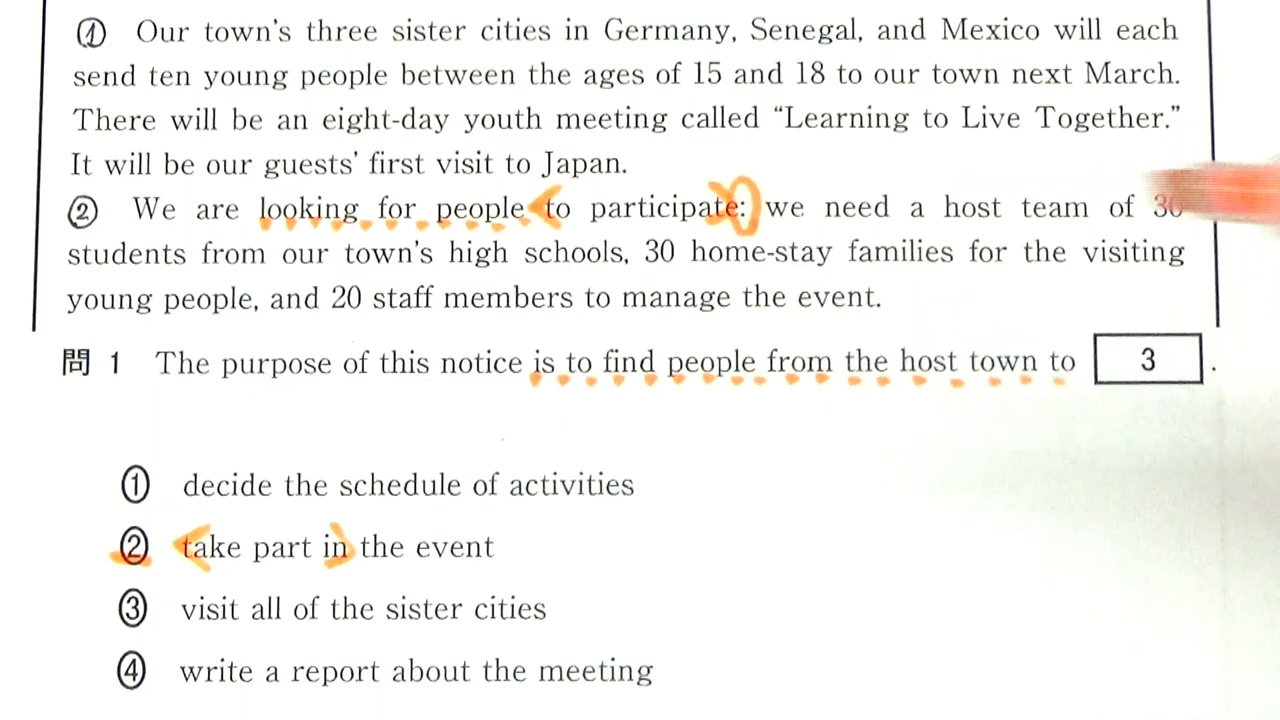 ① Our town's three sister cities in Germany, Senegal, and Mexico will each
send ten young people between the ages of 15 and 18 to our town next March.
There will be an eight-day youth meeting called “Learning to Live Together.”
It will be our guests' first visit to Japan.
② We are looking for people to participate: we need a host team of 30
students from our town's high schools, 30 home-stay families for the visiting
young people, and 20 staff members to manage the event.
問 1 The purpose of this notice is to find people from the host town to 3 .
① decide the schedule of activities
② take part in the event
③ visit all of the sister cities
④ write a report about the meeting